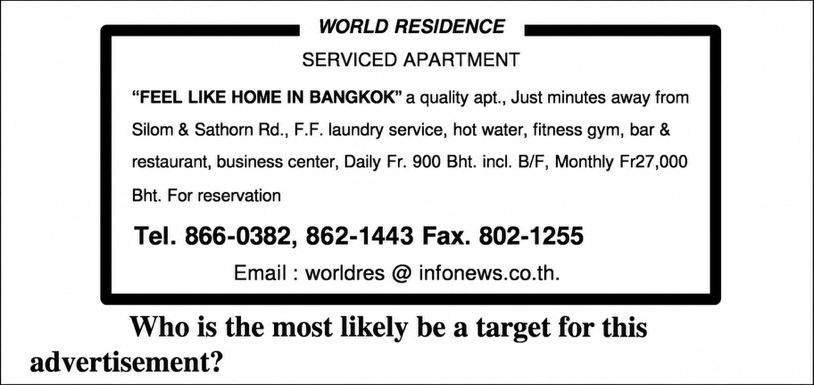 WORLD RESIDENCE
SERVICED APARTMENT
“FEEL LIKE HOME IN BANGKOK” a quality apt., Just minutes away from
Silom & Sathorn Rd., F.F. laundry service, hot water, fitness gym, bar &
restaurant, business center, Daily Fr. 900 Bht. incl. B/F, Monthly Fr27,000
Bht. For reservation
Tel. 866-0382, 862-1443 Fax. 802-1255
Email : worldres @ infonews.co.th.
Who is the most likely be a target for this
advertisement?